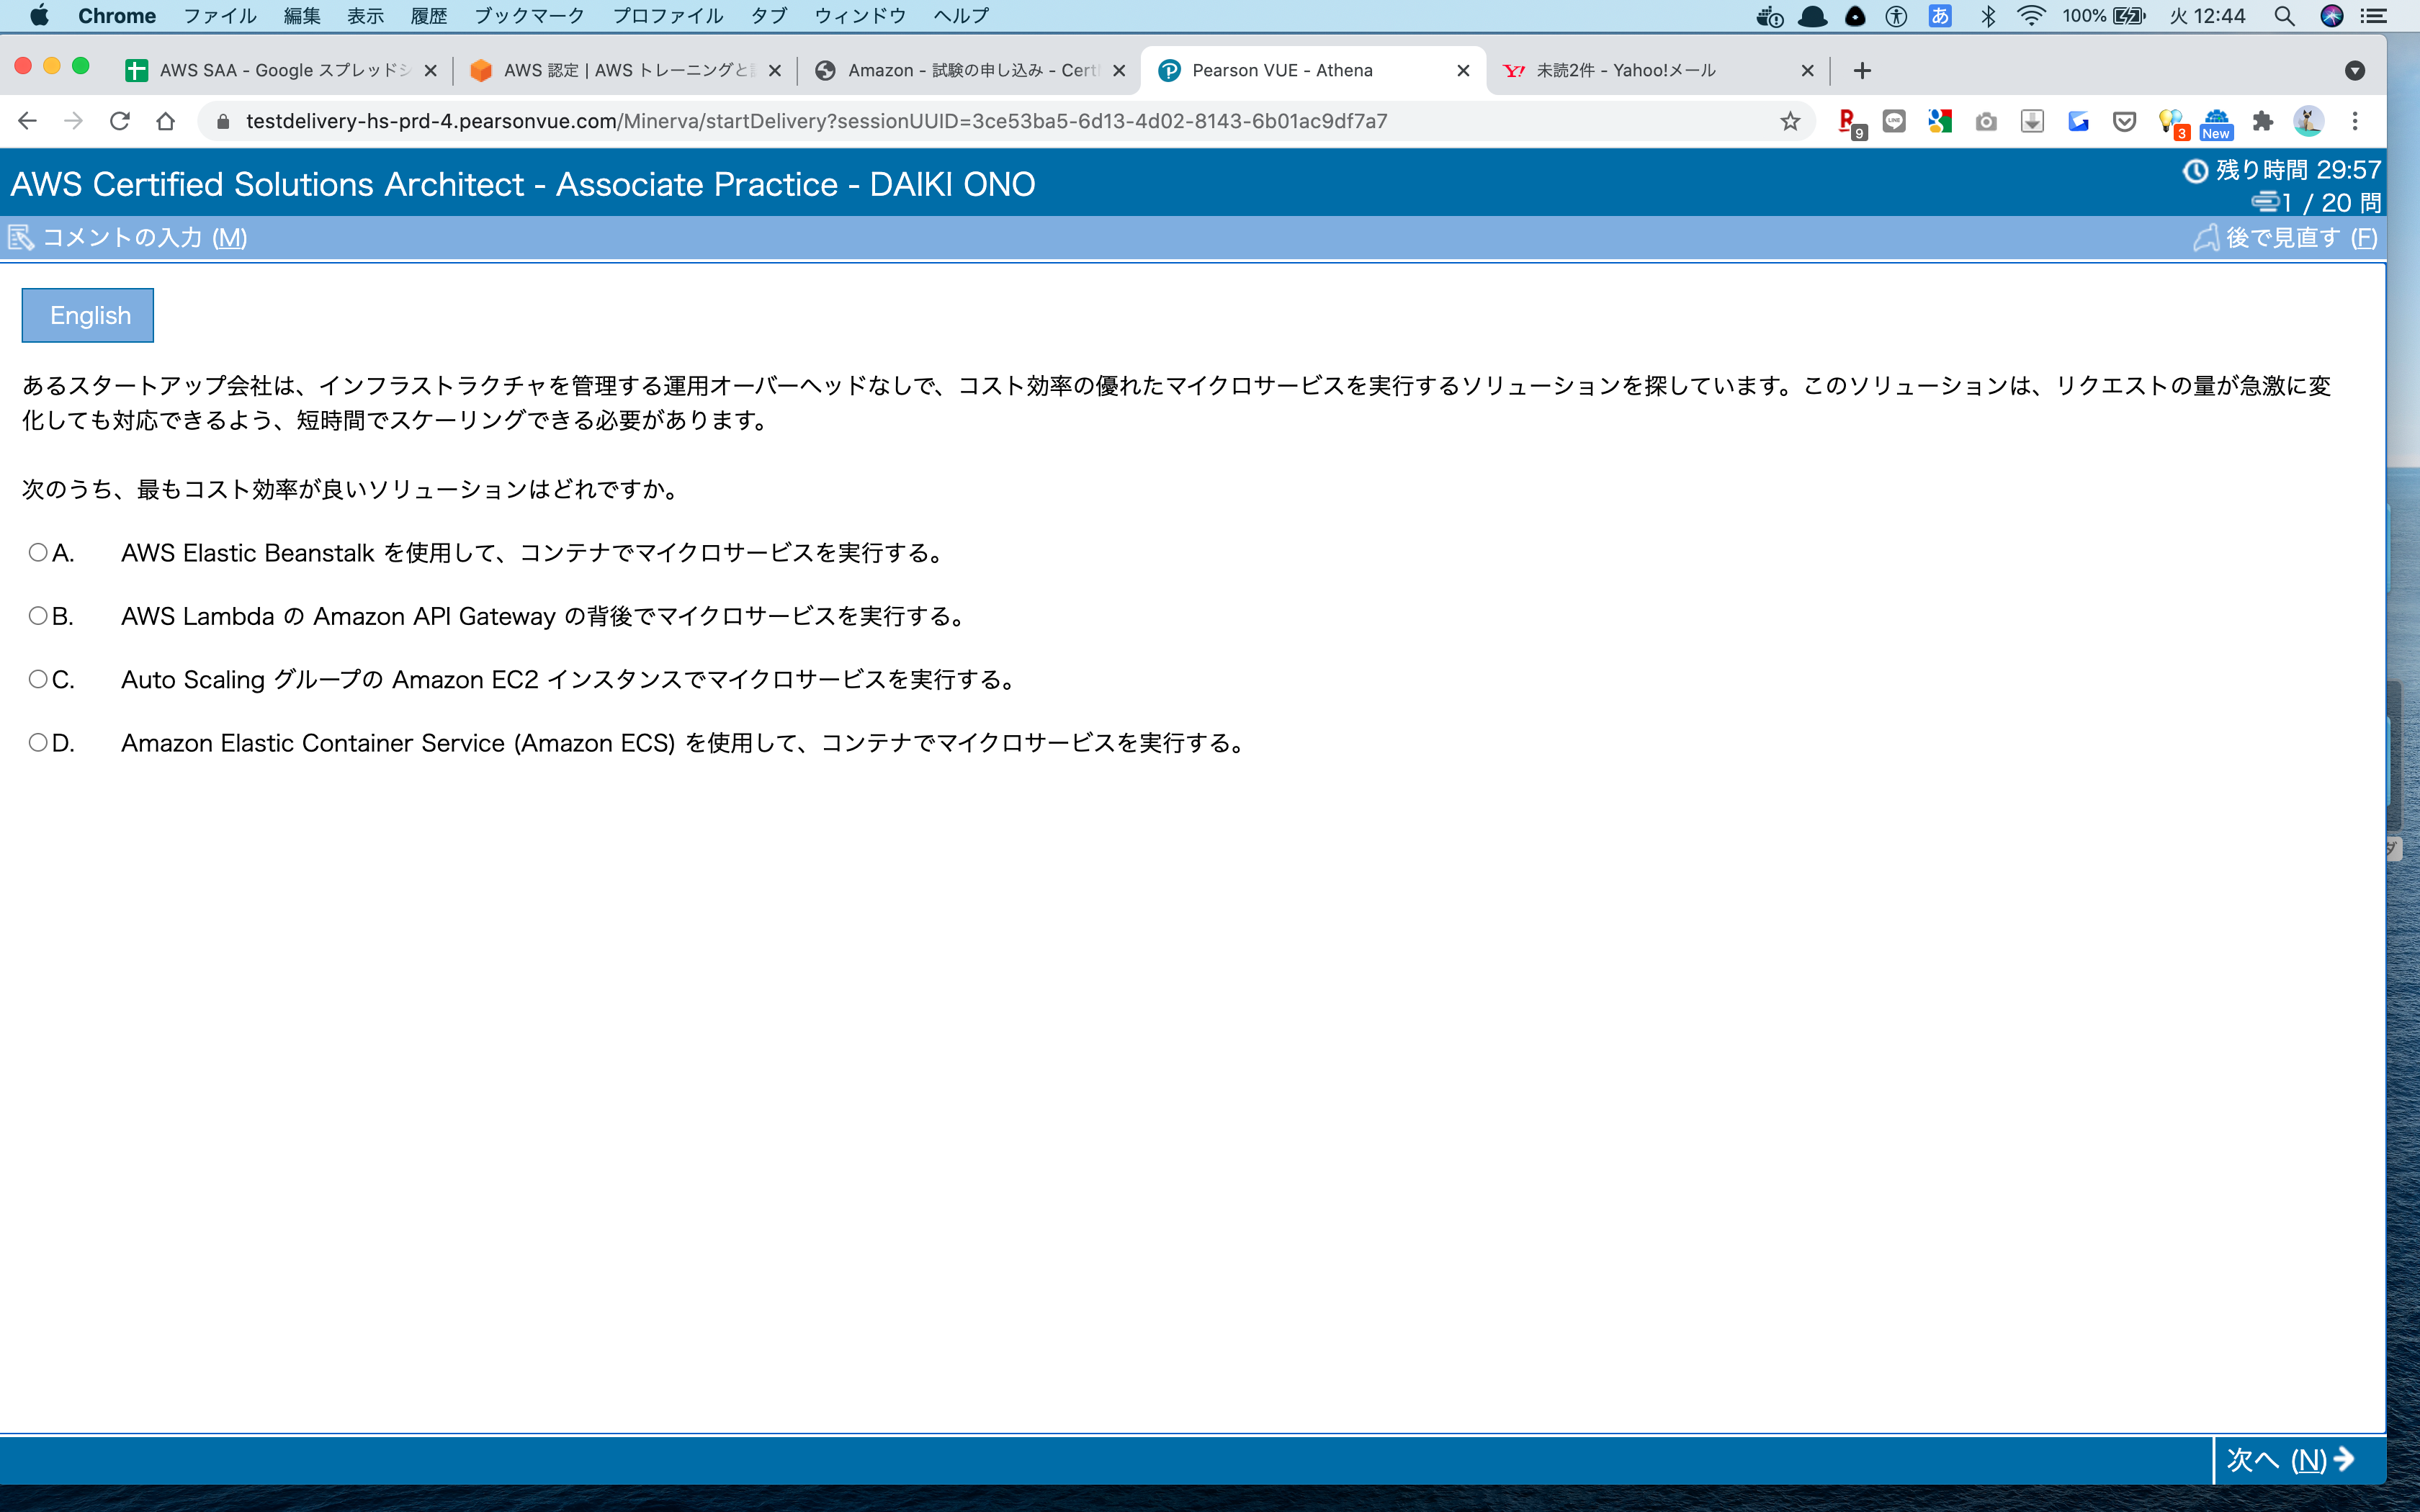 Chrome ファイル 編集 表示 履歴 ブックマーク プロファイル タブ ウィンドウ ヘルプ あ 100% 火 12:44
AWS SAA - Google スプレッドシ AWS 認定 | AWS トレーニングと Amazon - 試験の申し込み - Cert Pearson VUE - Athena Y! 未読2件 - Yahoo!メール
testdelivery-hs-prd-4.pearsonvue.com/Minerva/startDelivery?sessionUUID=3ce53ba5-6d13-4d02-8143-6b01ac9df7a7 R 9 LINE 3 New
AWS Certified Solutions Architect - Associate Practice - DAIKI ONO
残り時間 29:57
1 / 20 問
コメントの入力 (M)
後で見直す (F)
English
あるスタートアップ会社は、インフラストラクチャを管理する運用オーバーヘッドなしで、コスト効率の優れたマイクロサービスを実行するソリューションを探しています。このソリューションは、リクエストの量が急激に変
化しても対応できるよう、短時間でスケーリングできる必要があります。
次のうち、最もコスト効率が良いソリューションはどれですか。
A. AWS Elastic Beanstalk を使用して、コンテナでマイクロサービスを実行する。
B. AWS Lambda の Amazon API Gateway の背後でマイクロサービスを実行する。
C. Auto Scaling グループの Amazon EC2 インスタンスでマイクロサービスを実行する。
D. Amazon Elastic Container Service (Amazon ECS) を使用して、コンテナでマイクロサービスを実行する。
次へ (N)